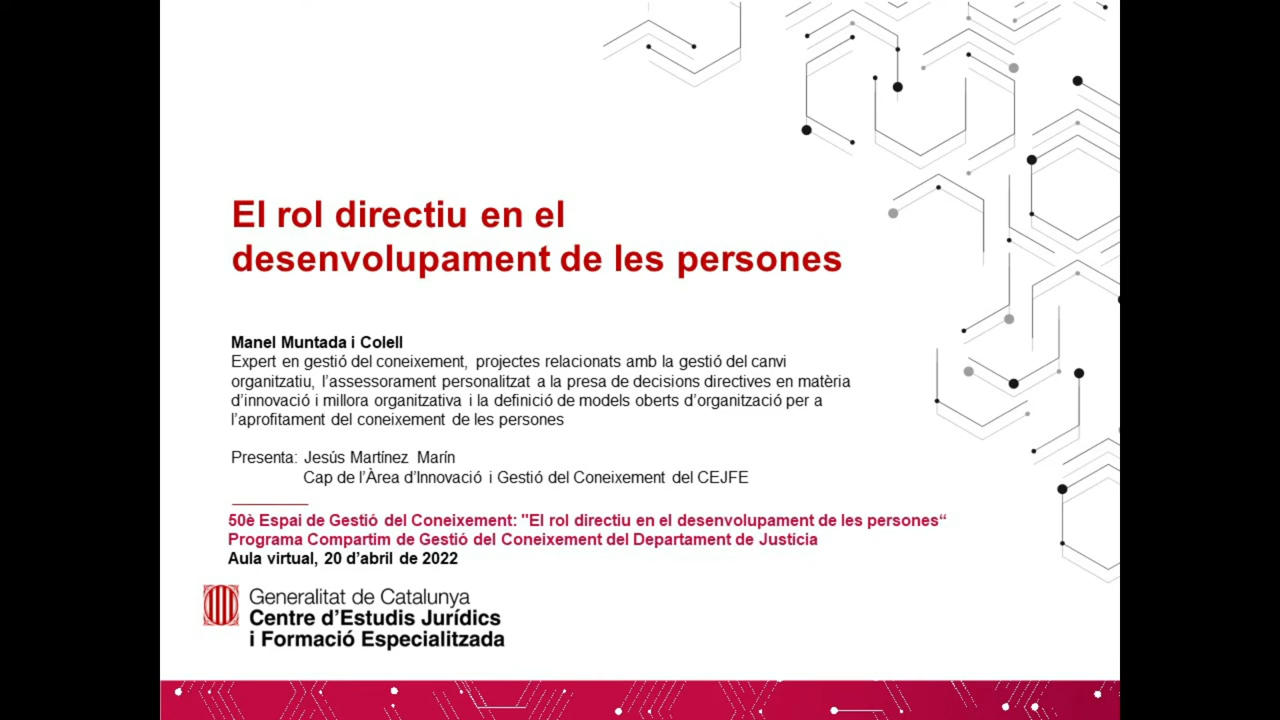 El rol directiu en el
desenvolupament de les persones
Manel Muntada i Colell
Expert en gestió del coneixement, projectes relacionats amb la gestió del canvi
organitzatiu, l’assessorament personalitzat a la presa de decisions directives en matèria
d’innovació i millora organitzativa i la definició de models oberts d’organització per a
l’aprofitament del coneixement de les persones
Presenta: Jesús Martínez Marín
Cap de l’Àrea d’Innovació i Gestió del Coneixement del CEJFE
50è Espai de Gestió del Coneixement: "El rol directiu en el desenvolupament de les persones“
Programa Compartim de Gestió del Coneixement del Departament de Justícia
Aula virtual, 20 d’abril de 2022
Generalitat de Catalunya
Centre d’Estudis Jurídics
i Formació Especialitzada